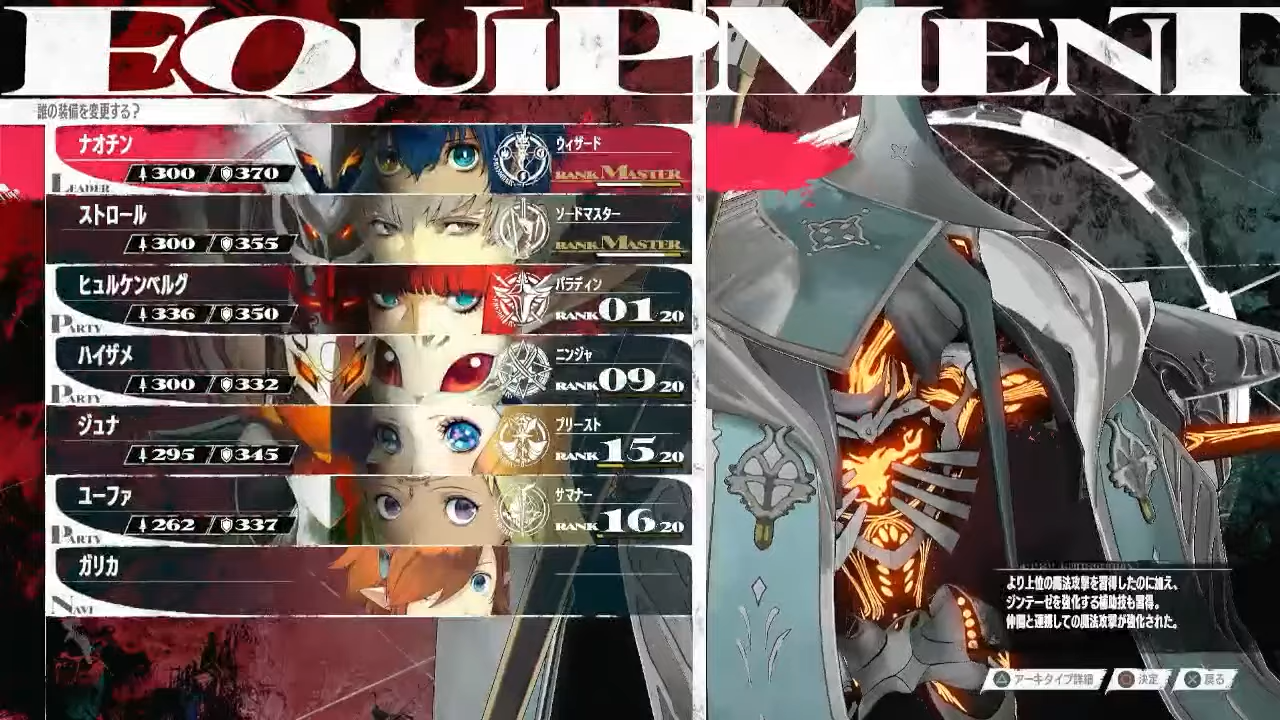 EQUIPMENT
誰の装備を変更する？
ナオチン
ウィザード
LEADER
300 370
RANK MASTER
ストロール
ソードマスター
300 355
RANK MASTER
ヒュルケンベルグ
パラディン
PARTY
336 350
RANK 01 20
ハイザメ
ニンジャ
PARTY
300 332
RANK 09 20
ジュナ
プリースト
295 345
RANK 15 20
ユーファ
サマナー
PARTY
262 337
RANK 16 20
ガリカ
NAVI
より上位の魔法攻撃を習得したのに加え、
ジンテーゼを強化する補助技も習得。
仲間と連携しての魔法攻撃が強化された。
アーキタイプ詳細 決定 戻る